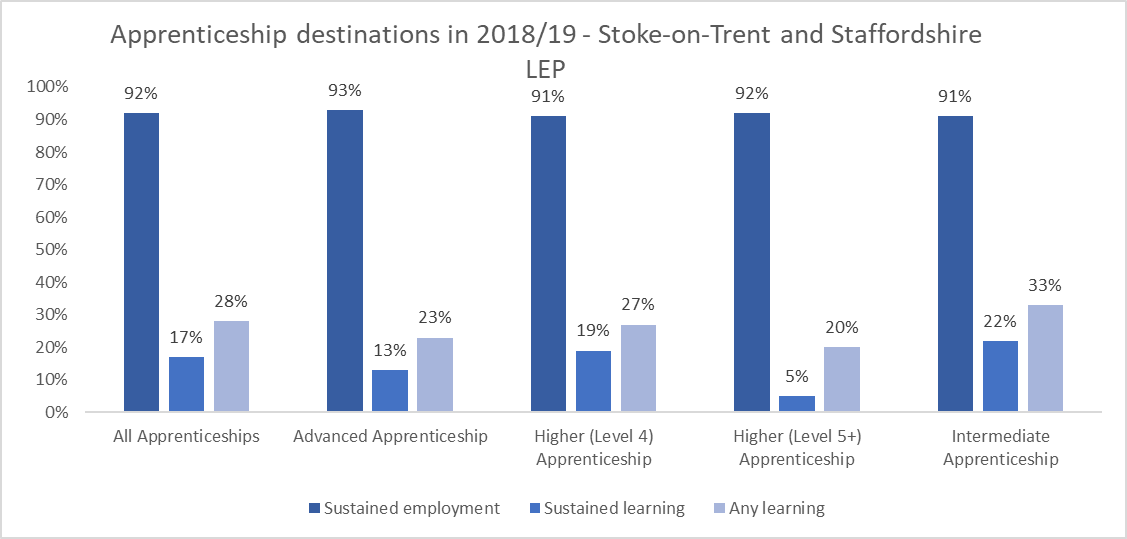 Apprenticeship destinations in 2018/19 - Stoke-on-Trent and Staffordshire
LEP
100%
90%
80%
70%
60%
50%
40%
30%
20%
10%
0%
92%
17%
28%
93%
13%
23%
91%
19%
27%
92%
5%
20%
91%
22%
33%
All Apprenticeships
Advanced Apprenticeship
Higher (Level 4)
Apprenticeship
Higher (Level 5+)
Apprenticeship
Intermediate
Apprenticeship
Sustained employment
Sustained learning
Any learning